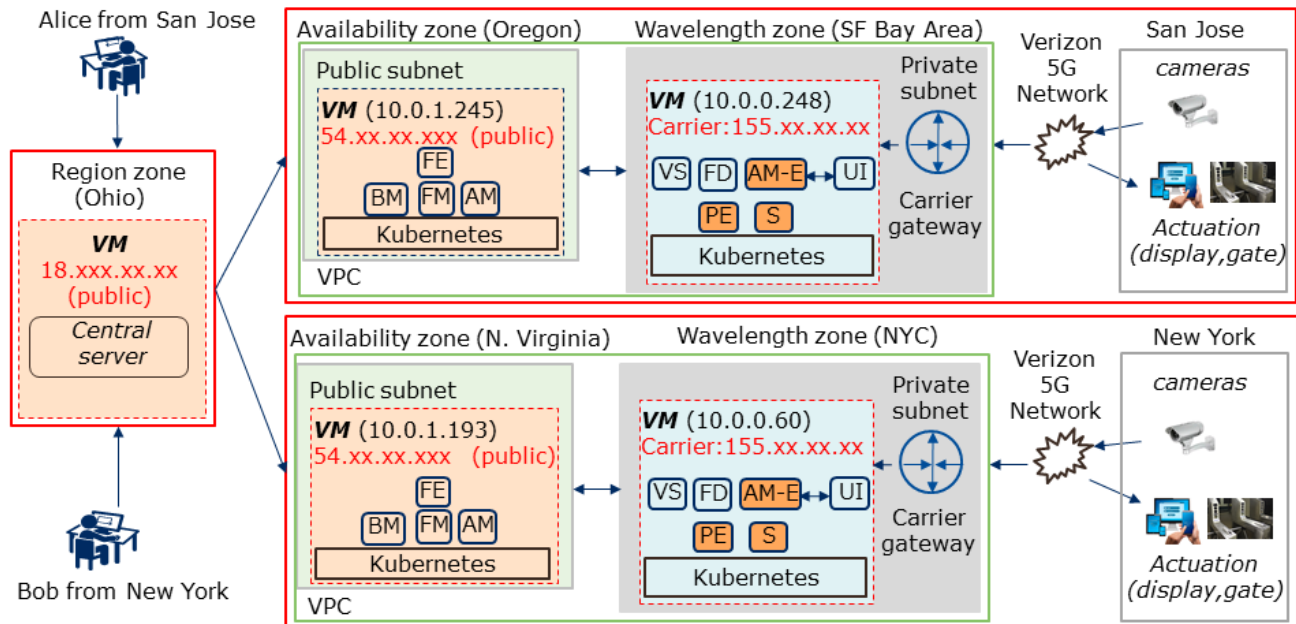 Alice from San Jose
Region zone
(Ohio)
VM
18.xxx.xx.xx
(public)
Central
server
Bob from New York
Availability zone (Oregon)
Public subnet
VM (10.0.1.245)
54.xx.xx.xxx (public)
FE
BM
FM
AM
Kubernetes
VPC
Wavelength zone (SF Bay Area)
VM (10.0.0.248)
Carrier:155.xx.xx.xx
VS
FD
AM-E
UI
PE
S
Kubernetes
Private
subnet
Carrier
gateway
Verizon
5G
Network
San Jose
cameras
Actuation
(display,gate)
Availability zone (N. Virginia)
Public subnet
VM (10.0.1.193)
54.xx.xx.xxx (public)
FE
BM
FM
AM
Kubernetes
VPC
Wavelength zone (NYC)
VM (10.0.0.60)
Carrier:155.xx.xx.xx
VS
FD
AM-E
UI
PE
S
Kubernetes
Private
subnet
Carrier
gateway
Verizon
5G
Network
New York
cameras
Actuation
(display,gate)